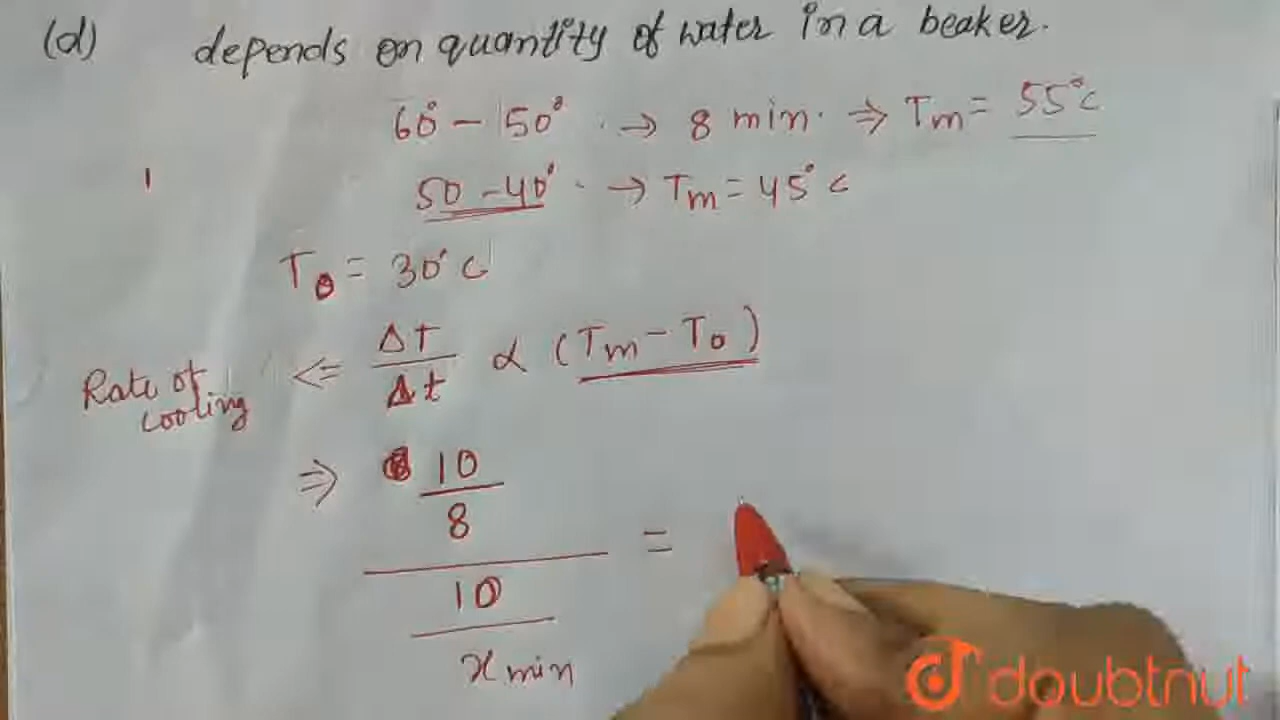 (d) depends on quantity of water in a beaker.
60° - 50° . → 8 min. ⇒ Tm = 55°C
1
50 - 40° . → Tm = 45°C
T0 = 30°C
Rate of cooling <= ΔT/Δt ∝ (Tm - T0)
⇒ 10
8
=
10
x min
doubtnut